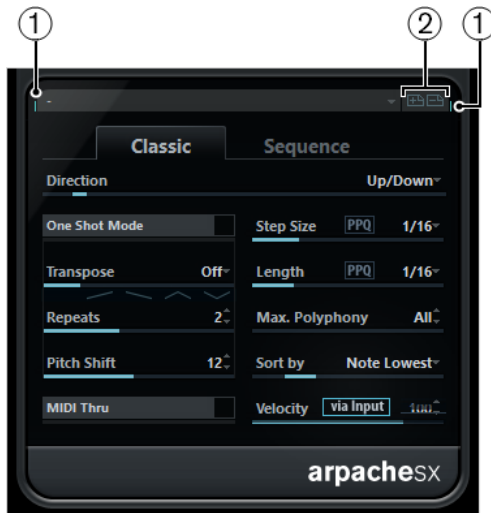 1 2 1
-
Classic Sequence
Direction Up/Down
One Shot Mode Step Size PPQ 1/16
Transpose Off Length PPQ 1/16
Repeats 2 Max. Polyphony All
Pitch Shift 12 Sort by Note Lowest
MIDI Thru Velocity via Input 100
arpachesx